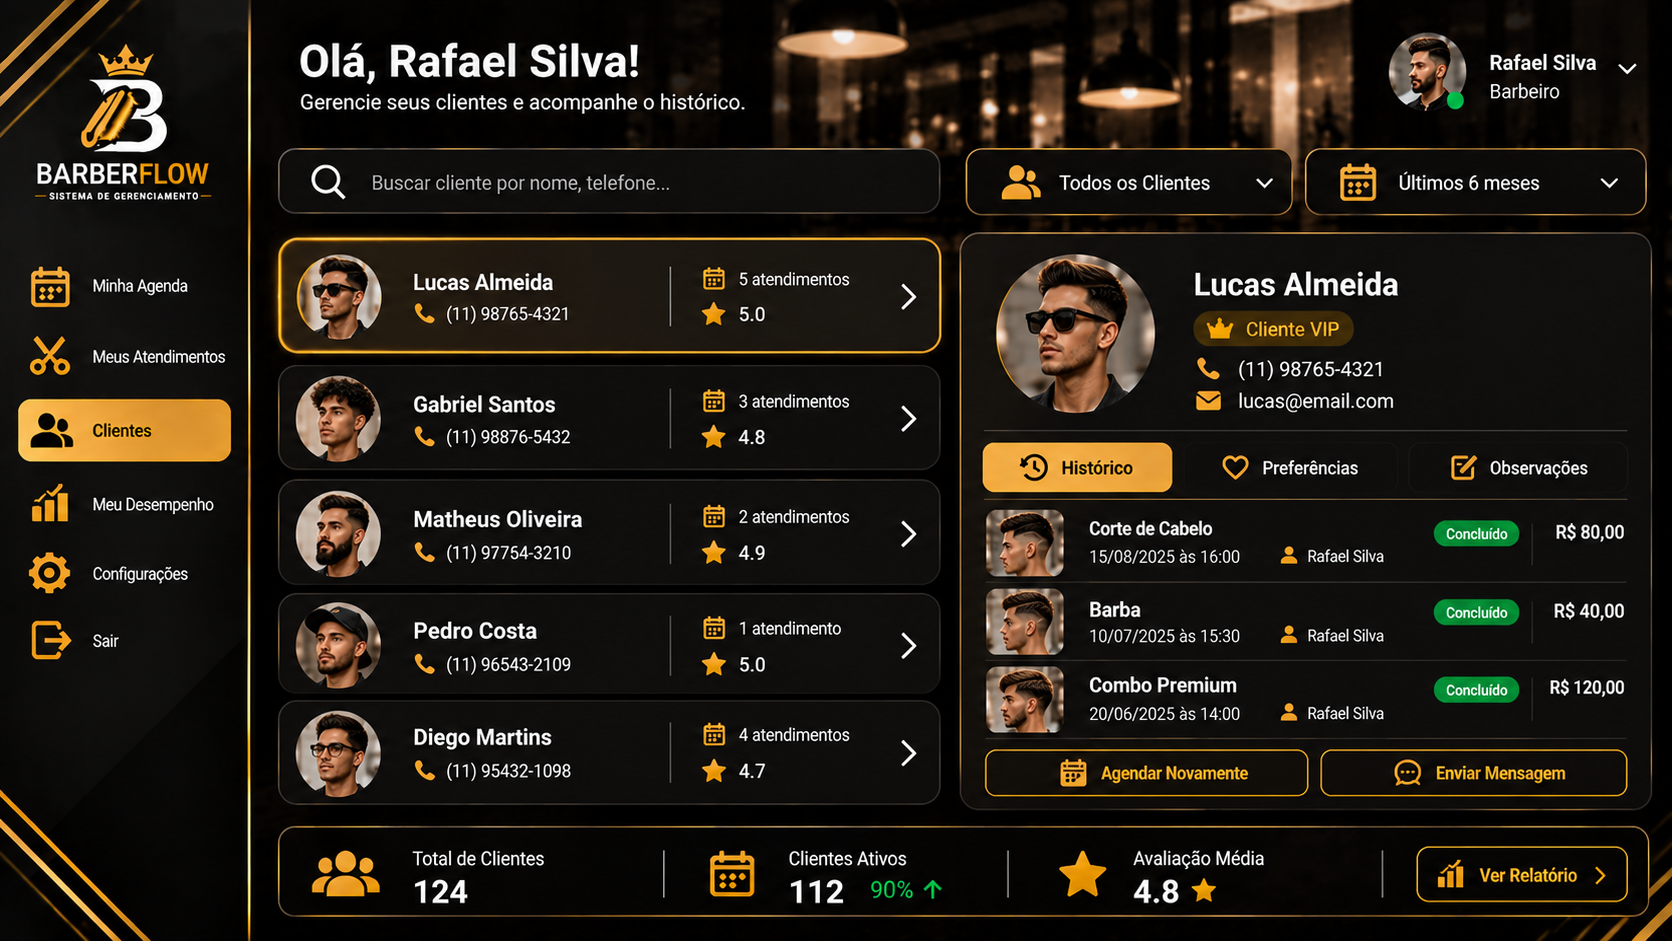 BARBERFLOW
SISTEMA DE GERENCIAMENTO
Minha Agenda
Meus Atendimentos
Clientes
Meu Desempenho
Configurações
Sair
Olá, Rafael Silva!
Gerencie seus clientes e acompanhe o histórico.
Rafael Silva
Barbeiro
Buscar cliente por nome, telefone...
Todos os Clientes
Últimos 6 meses
Lucas Almeida
(11) 98765-4321
5 atendimentos
5.0
Gabriel Santos
(11) 98876-5432
3 atendimentos
4.8
Matheus Oliveira
(11) 97754-3210
2 atendimentos
4.9
Pedro Costa
(11) 96543-2109
1 atendimento
5.0
Diego Martins
(11) 95432-1098
4 atendimentos
4.7
Lucas Almeida
Cliente VIP
(11) 98765-4321
lucas@email.com
Histórico
Preferências
Observações
Corte de Cabelo
15/08/2025 às 16:00
Rafael Silva
Concluído
R$ 80,00
Barba
10/07/2025 às 15:30
Rafael Silva
Concluído
R$ 40,00
Combo Premium
20/06/2025 às 14:00
Rafael Silva
Concluído
R$ 120,00
Agendar Novamente
Enviar Mensagem
Total de Clientes
124
Clientes Ativos
112 90%
Avaliação Média
4.8
Ver Relatório